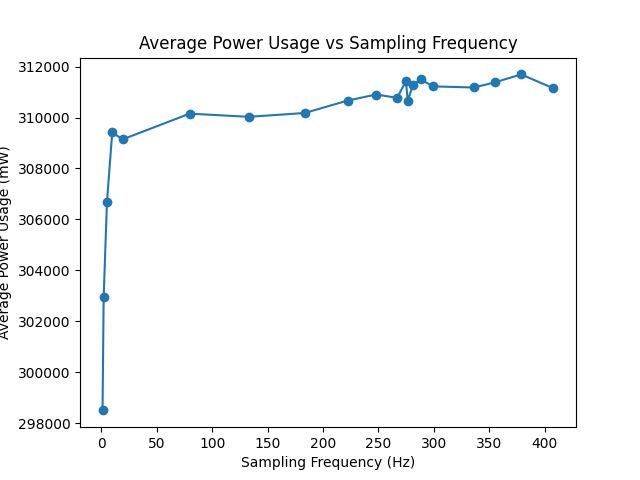 Average Power Usage vs Sampling Frequency
312000
310000
308000
306000
304000
302000
300000
298000
Average Power Usage (mW)
0 50 100 150 200 250 300 350 400
Sampling Frequency (Hz)